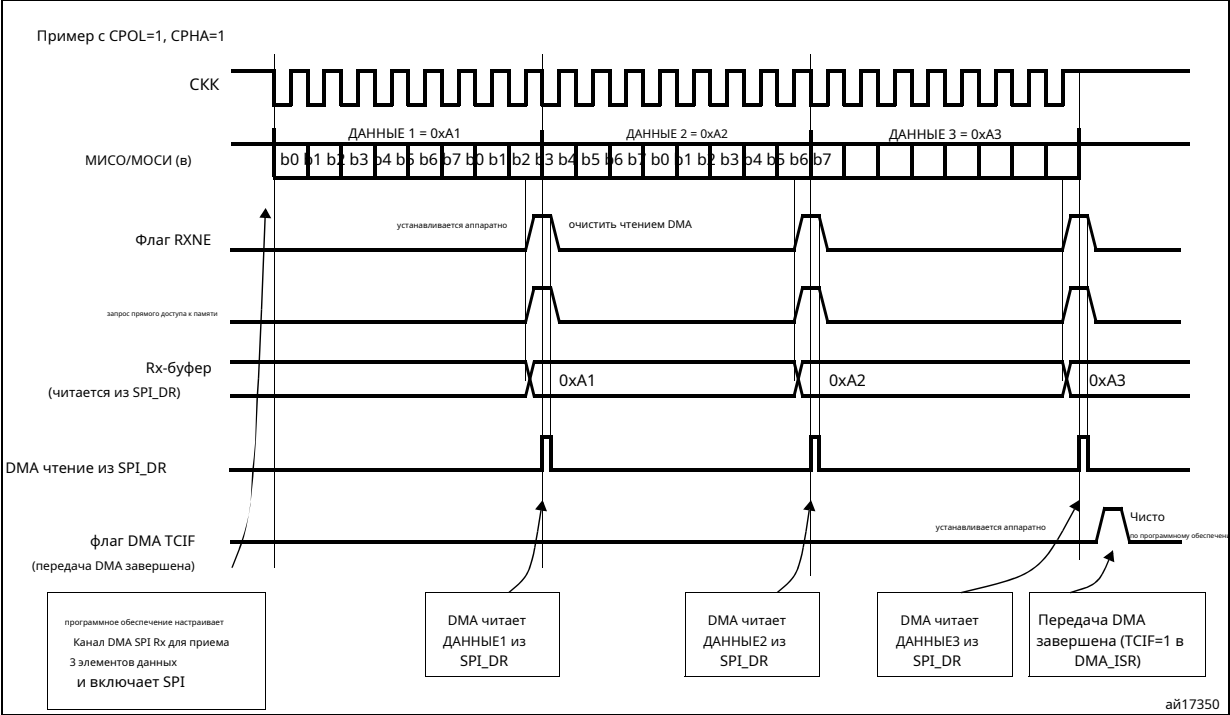 Пример с CPOL=1, CPHA=1
СКК
ДАННЫЕ 1 = 0xA1
ДАННЫЕ 2 = 0xA2
ДАННЫЕ 3 = 0xA3
МИСО/МОСИ (в)
b0 b1 b2 b3 b4 b5 b6 b7 b0 b1 b2 b3 b4 b5 b6 b7 b0 b1 b2 b3 b4 b5 b6 b7
устанавливается аппаратно
очистить чтением DMA
Флаг RXNE
запрос прямого доступа к памяти
Rx-буфер
(читается из SPI_DR)
0xA1
0xA2
0xA3
DMA чтение из SPI_DR
флаг DMA TCIF
(передача DMA завершена)
устанавливается аппаратно
Чисто
по программному обеспечен
программное обеспечение настраивает
Канал DMA SPI Rx для приема
3 элементов данных
и включает SPI
DMA читает
ДАННЫЕ1 из
SPI_DR
DMA читает
ДАННЫЕ2 из
SPI_DR
DMA читает
ДАННЫЕ3 из
SPI_DR
Передача DMA
завершена (TCIF=1 в
DMA_ISR)
ай17350